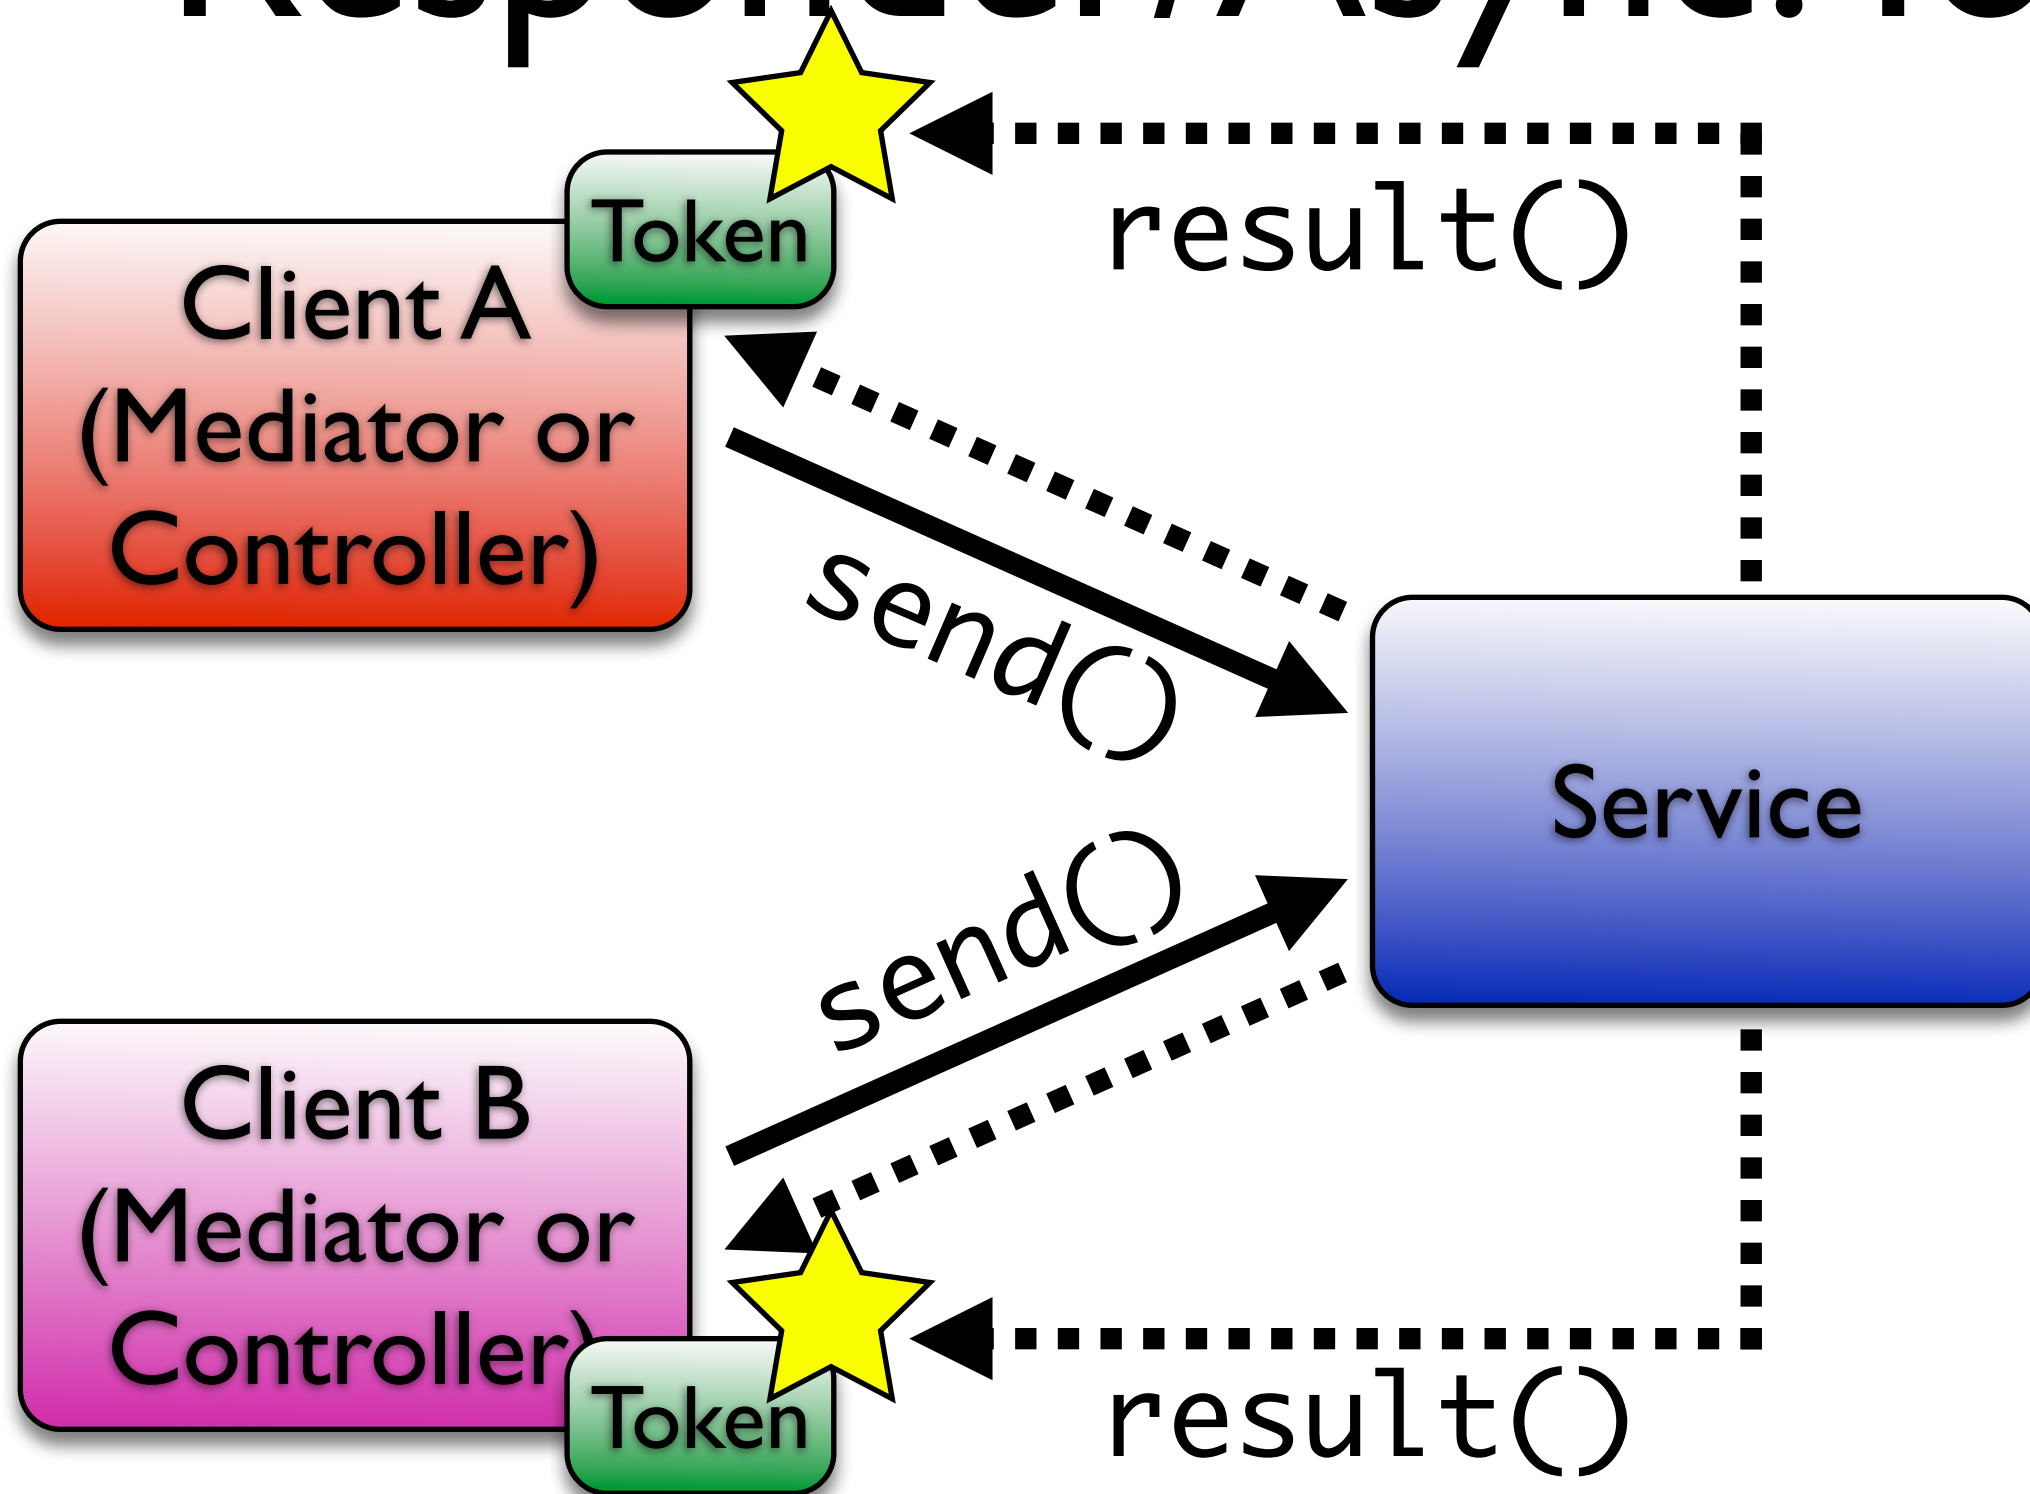 Token
result()
Client A
(Mediator or
Controller)
send()
Service
send()
Client B
(Mediator or
Controller)
Token
result()